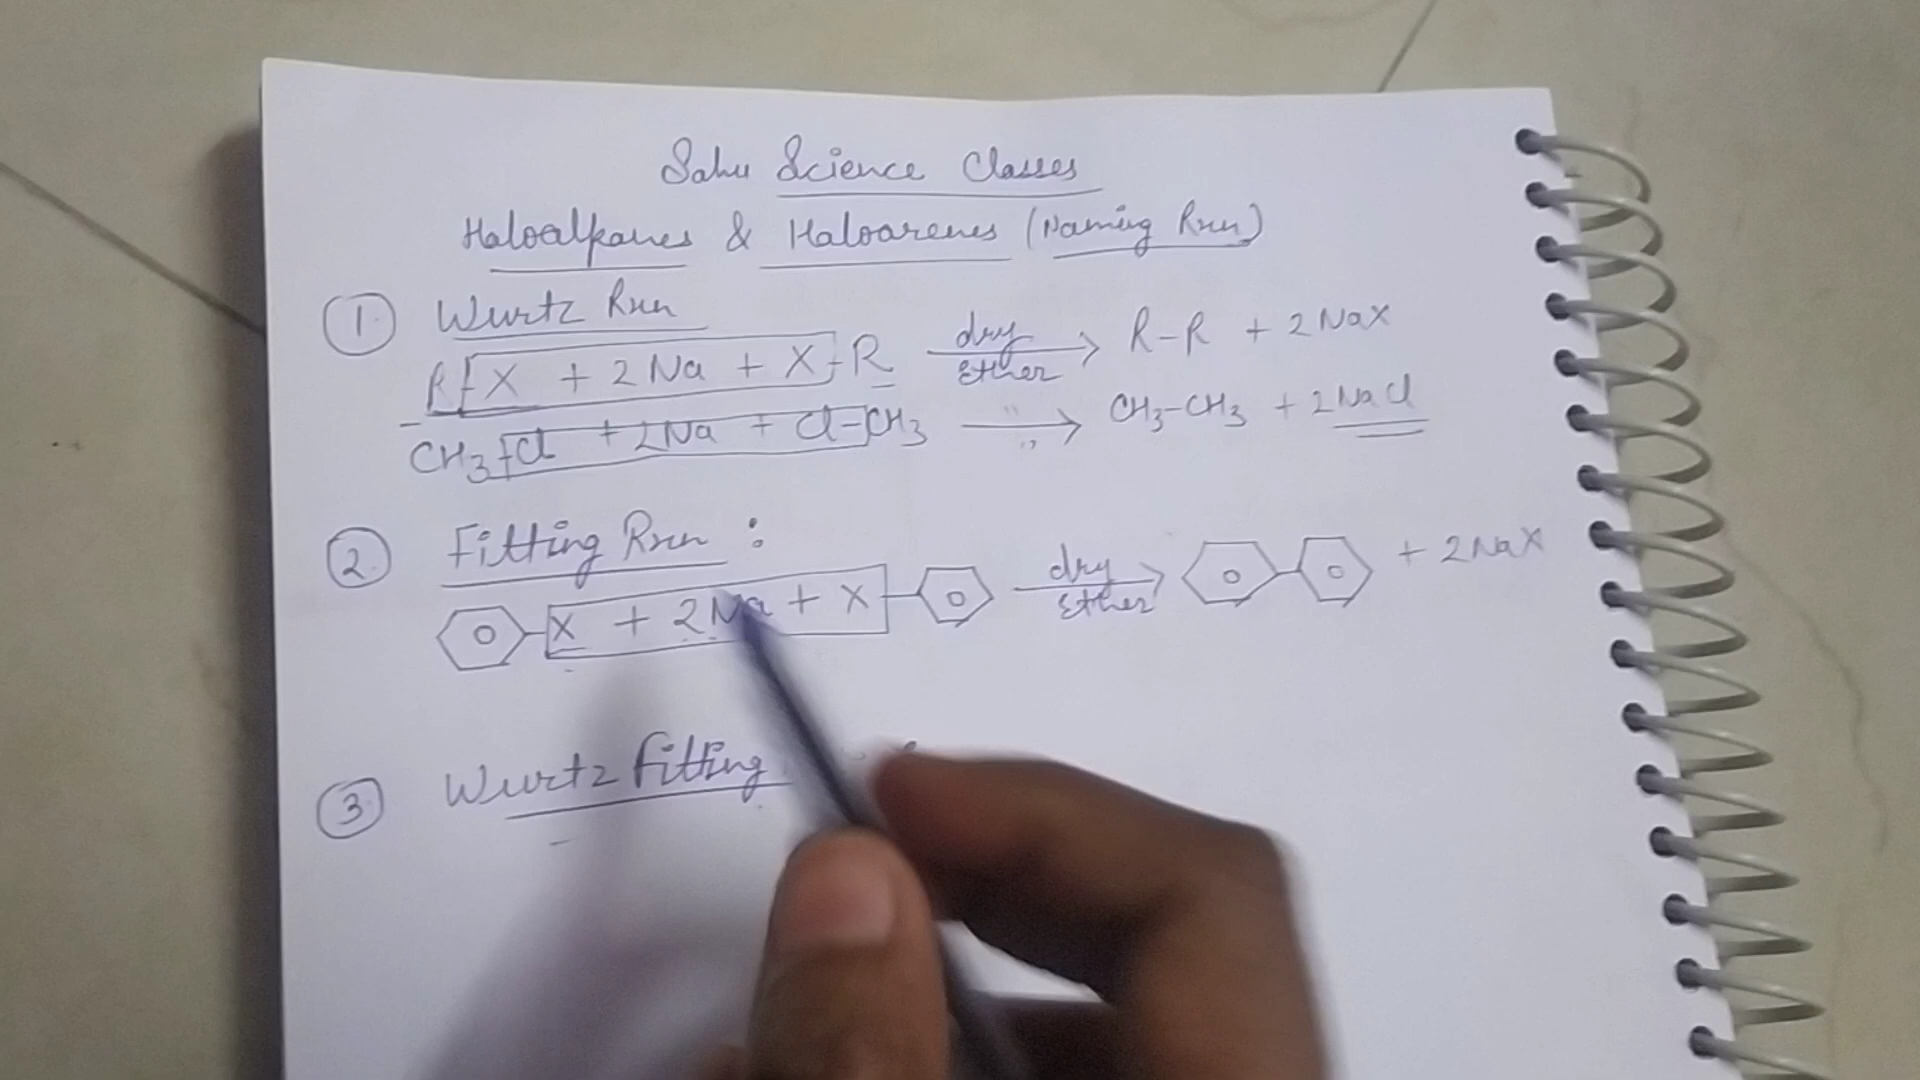 Sahu Science Classes
Haloalkanes & Haloarenes (Naming Rxn)
① Wurtz Rxn
R-X + 2Na + X-R dry Ether → R-R + 2NaX
CH3-Cl + 2Na + Cl-CH3 " " → CH3-CH3 + 2NaCl
② Fitting Rxn :
X + 2Na + X dry Ether → + 2NaX
③ Wurtz Fitting